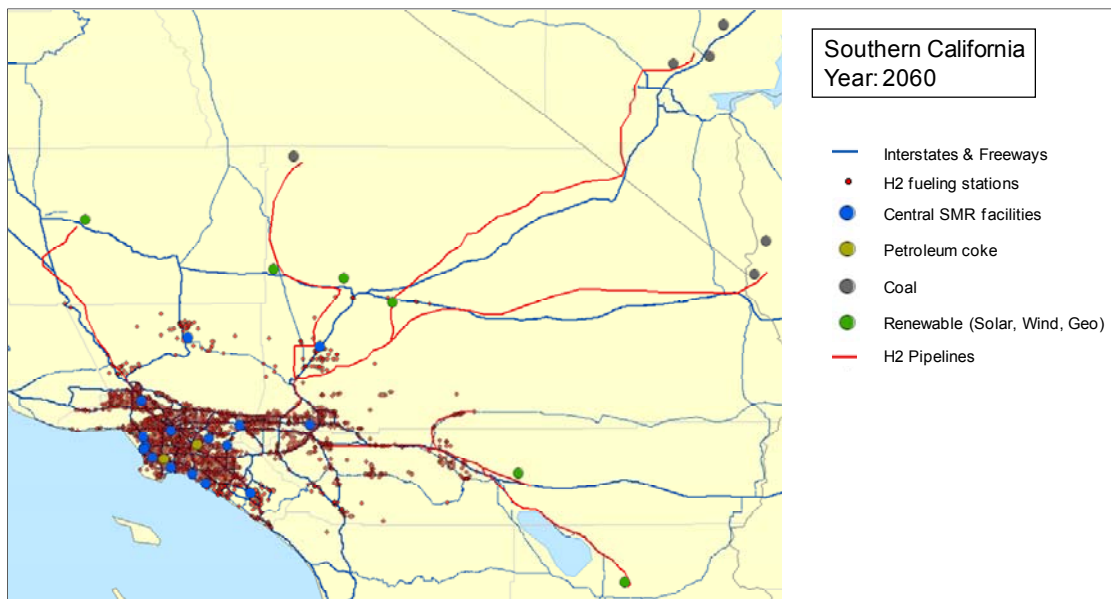 Southern California
Year: 2060
Interstates & Freeways
H2 fueling stations
Central SMR facilities
Petroleum coke
Coal
Renewable (Solar, Wind, Geo)
H2 Pipelines